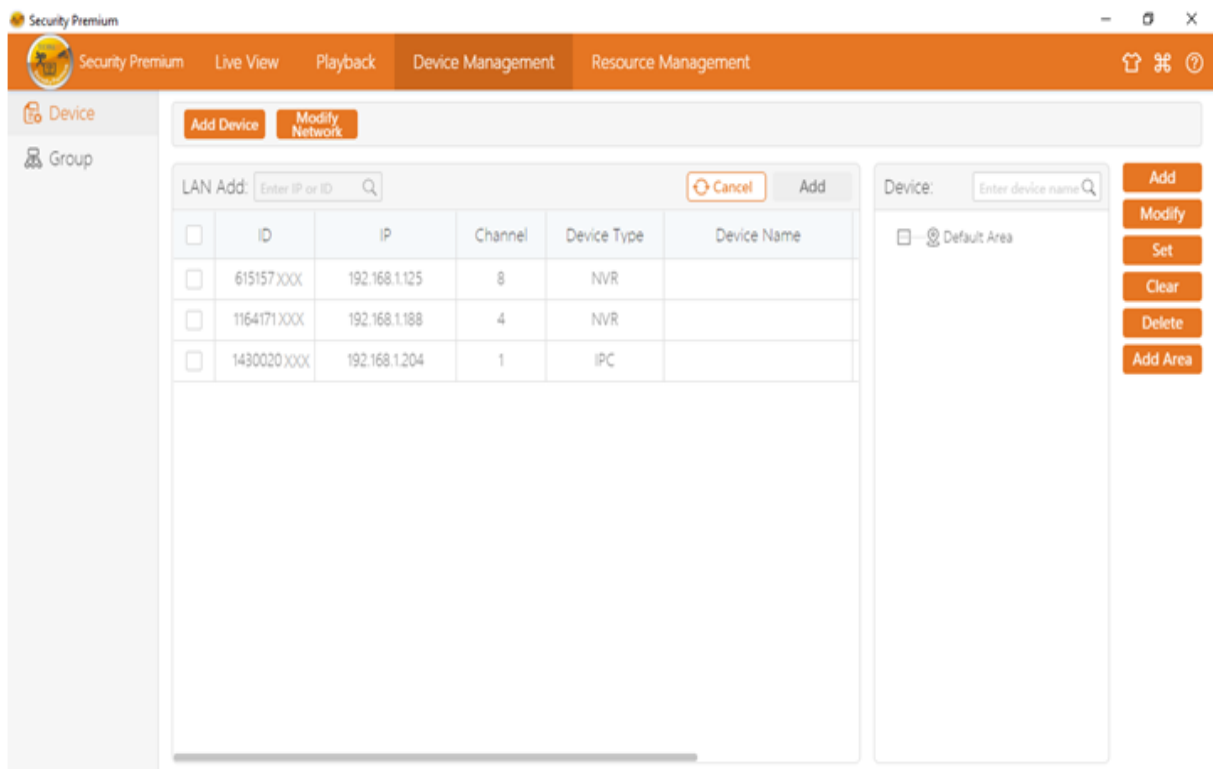 Security Premium
Security Premium Live View Playback Device Management Resource Management
Device
Group
Add Device
Modify
Network
LAN Add: Enter IP or ID Cancel Add
ID IP Channel Device Type Device Name
615157XXX 192.168.1.125 8 NVR
1164171XXX 192.168.1.188 4 NVR
1430020XXX 192.168.1.204 1 IPC
Device: Enter device name
Default Area
Add
Modify
Set
Clear
Delete
Add Area